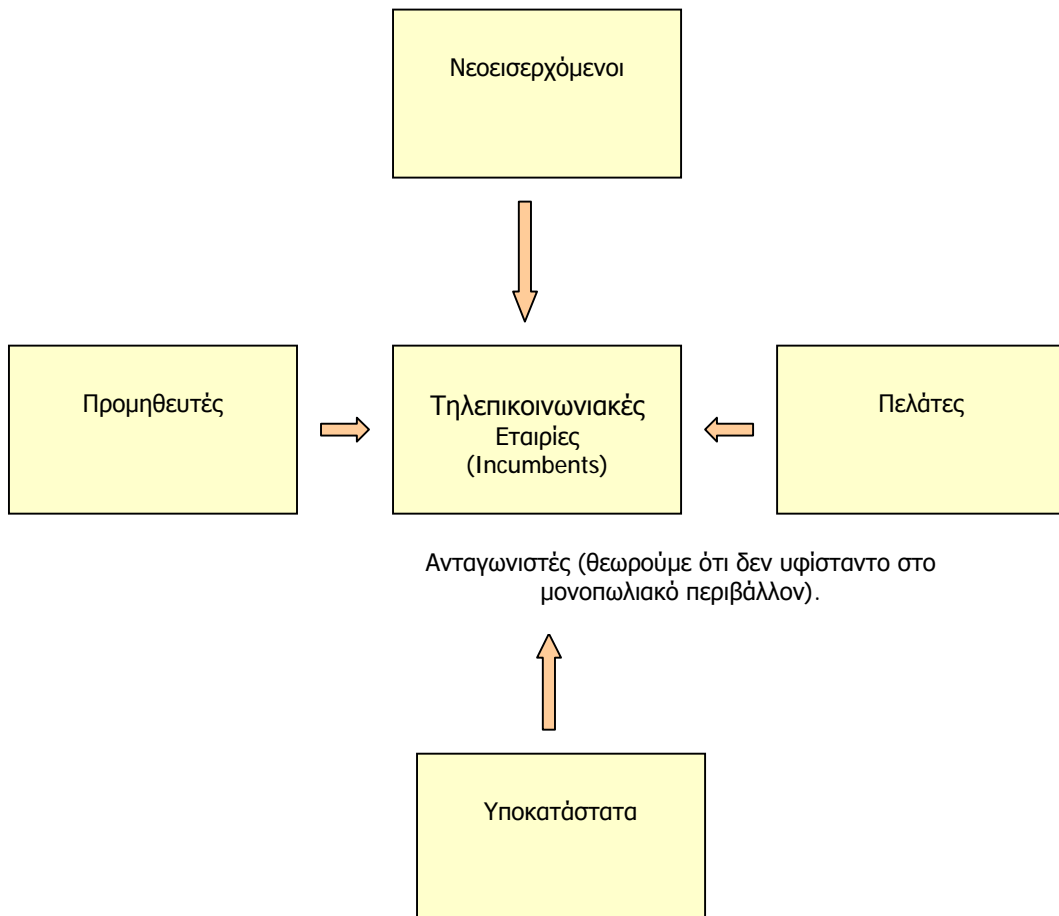 Νεοεισερχόμενοι
Προμηθευτές
Τηλεπικοινωνιακές
Εταιρίες
(Incumbents)
Πελάτες
Ανταγωνιστές (θεωρούμε ότι δεν υφίσταντο στο
μονοπωλιακό περιβάλλον).
Υποκατάστατα